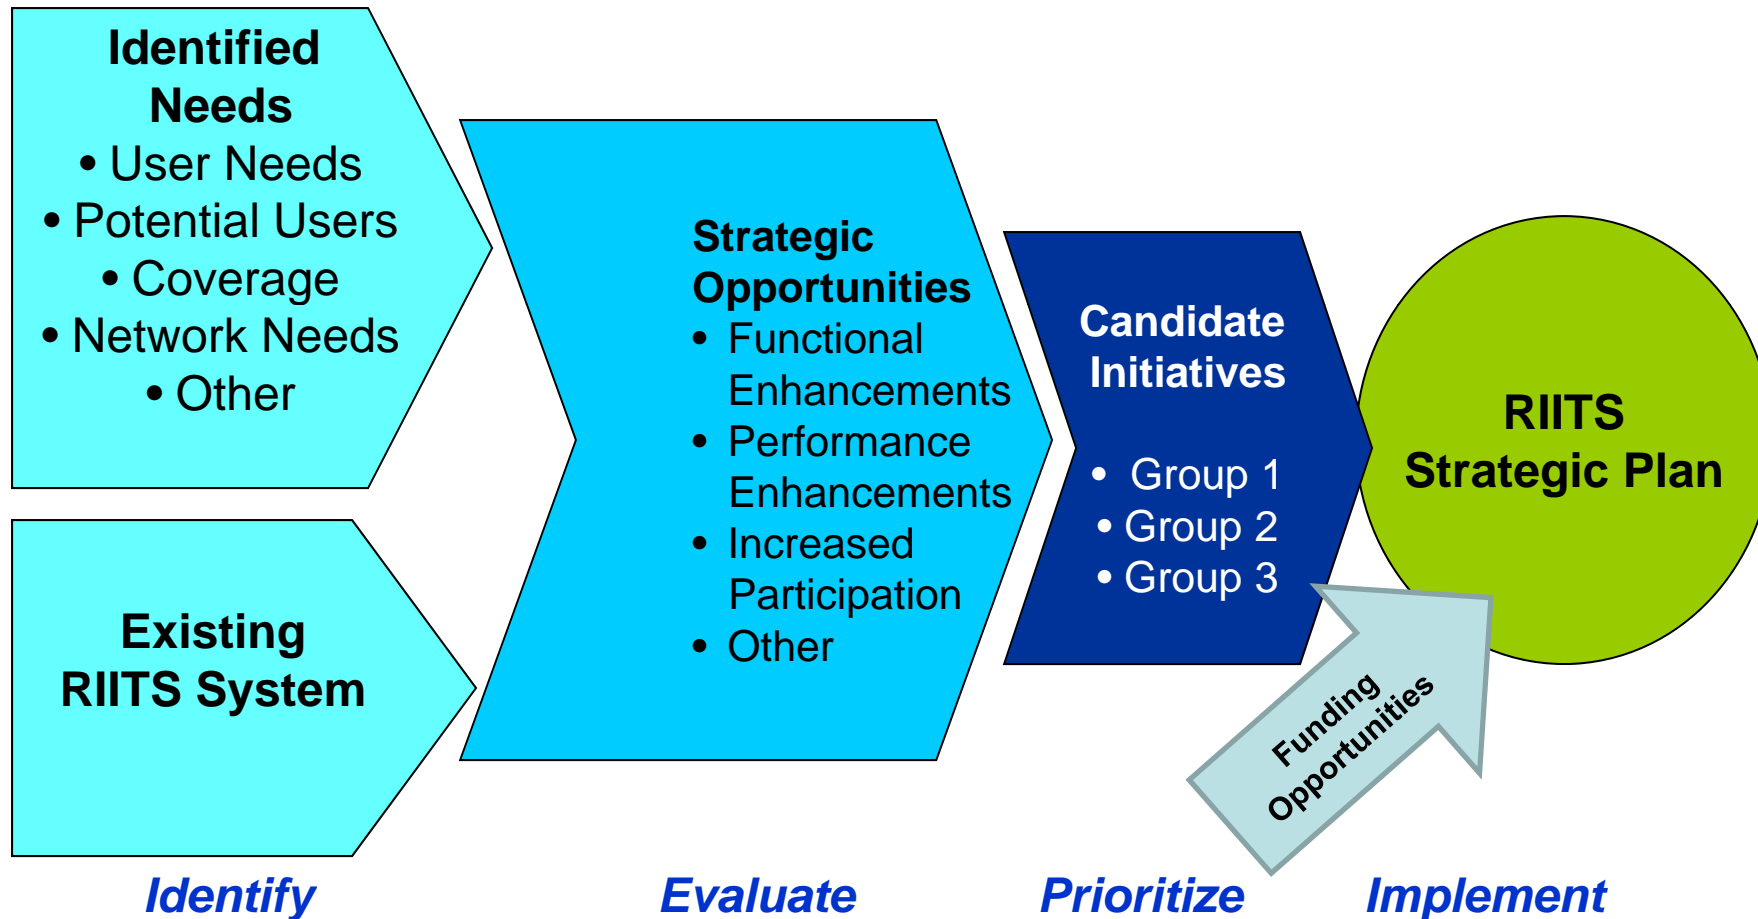 Identified
Needs
• User Needs
• Potential Users
• Coverage
• Network Needs
• Other
Existing
RIITS System
Strategic
Opportunities
• Functional
Enhancements
• Performance
Enhancements
• Increased
Participation
• Other
Candidate
Initiatives
• Group 1
• Group 2
• Group 3
RIITS
Strategic Plan
Funding
Opportunities
Identify
Evaluate
Prioritize
Implement